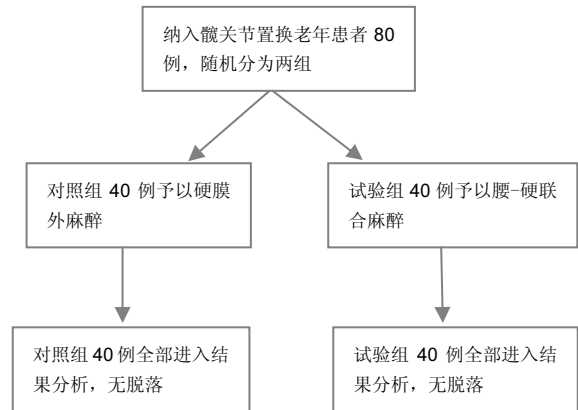 纳入髋关节置换老年患者 80
例，随机分为两组
对照组 40 例予以硬膜
外麻醉
试验组 40 例予以腰-硬联
合麻醉
对照组 40 例全部进入结
果分析，无脱落
试验组 40 例全部进入结
果分析，无脱落